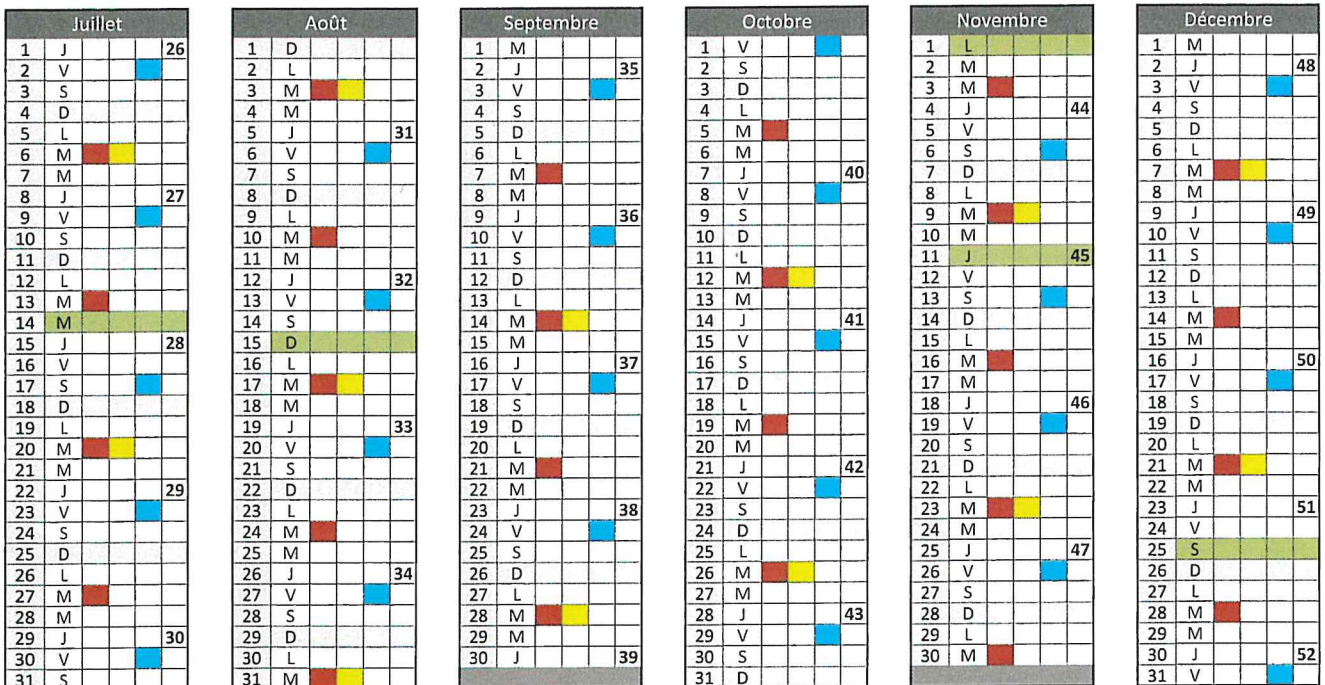 Juillet
1 J 26
2 V
3 S
4 D
5 L
6 M
7 M
8 J 27
9 V
10 S
11 D
12 L
13 M
14 M
15 J 28
16 V
17 S
18 D
19 L
20 M
21 M
22 J 29
23 V
24 S
25 D
26 L
27 M
28 M
29 J 30
30 V
31 S
Août
1 D
2 L
3 M
4 M
5 J 31
6 V
7 S
8 D
9 L
10 M
11 M
12 J 32
13 V
14 S
15 D
16 L
17 M
18 M
19 J 33
20 V
21 S
22 D
23 L
24 M
25 M
26 J 34
27 V
28 S
29 D
30 L
31 M
Septembre
1 M
2 J 35
3 V
4 S
5 D
6 L
7 M
8 M
9 J 36
10 V
11 S
12 D
13 L
14 M
15 M
16 J 37
17 V
18 S
19 D
20 L
21 M
22 M
23 J 38
24 V
25 S
26 D
27 L
28 M
29 M
30 J 39
Octobre
1 V
2 S
3 D
4 L
5 M
6 M
7 J 40
8 V
9 S
10 D
11 L
12 M
13 M
14 J 41
15 V
16 S
17 D
18 L
19 M
20 M
21 J 42
22 V
23 S
24 D
25 L
26 M
27 M
28 J 43
29 V
30 S
31 D
Novembre
1 L
2 M
3 M
4 J 44
5 V
6 S
7 D
8 L
9 M
10 M
11 J 45
12 V
13 S
14 D
15 L
16 M
17 M
18 J 46
19 V
20 S
21 D
22 L
23 M
24 M
25 J 47
26 V
27 S
28 D
29 L
30 M
Décembre
1 M
2 J 48
3 V
4 S
5 D
6 L
7 M
8 M
9 J 49
10 V
11 S
12 D
13 L
14 M
15 M
16 J 50
17 V
18 S
19 D
20 L
21 M
22 M
23 J 51
24 V
25 S
26 D
27 L
28 M
29 M
30 J 52
31 V